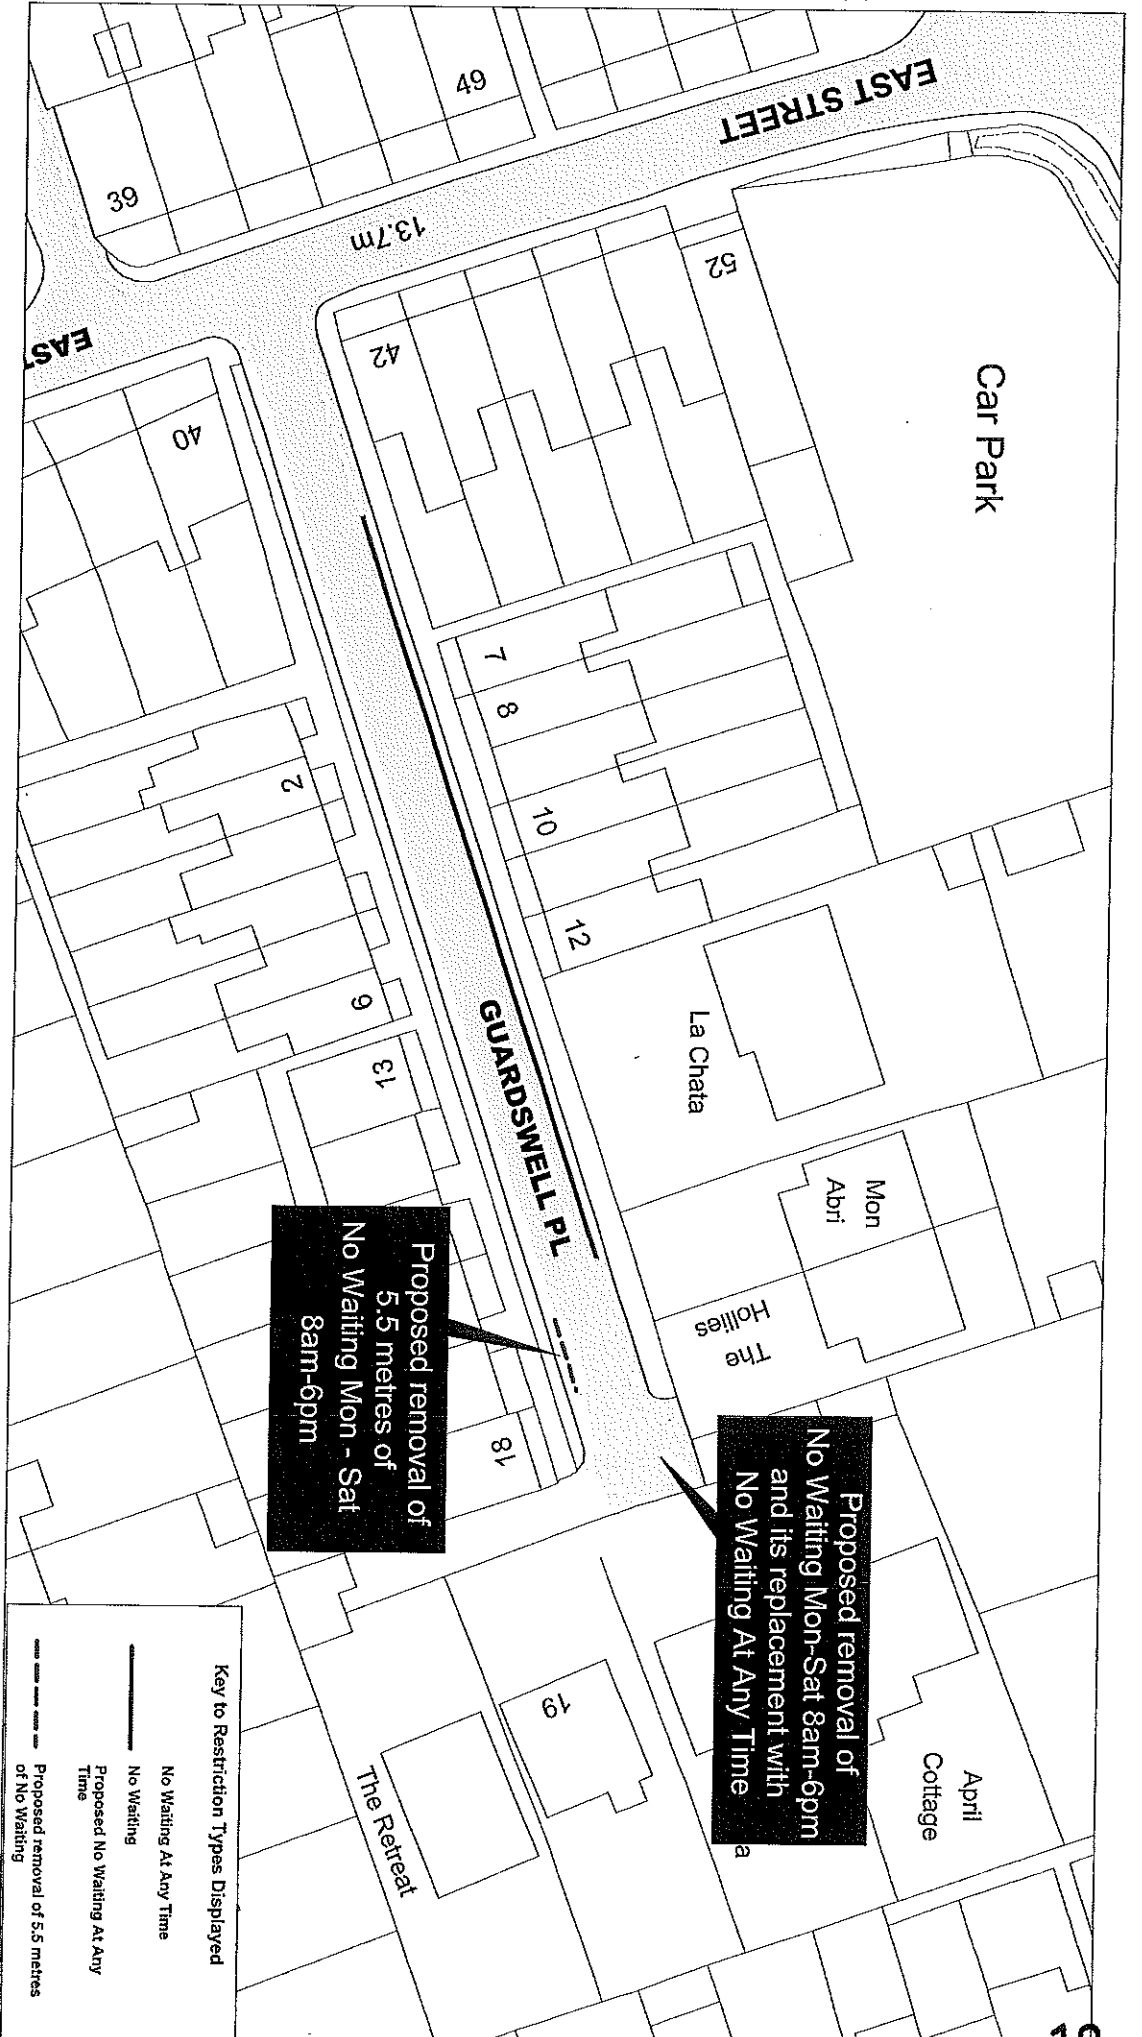 EAST STREET
49
39
13.7m
52
42
EAST
40
Car Park
7
8
10
12
2
6
13
18
GUARDSWELL PL
La Chata
Mon
Abri
The
Hollies
Proposed removal of
5.5 metres of
No Waiting Mon - Sat
8am-6pm
Proposed removal of
No Waiting Mon-Sat 8am-6pm
and its replacement with
No Waiting At Any Time
a
April
Cottage
19
The Retreat
Key to Restriction Types Displayed
No Waiting At Any Time
No Waiting
Proposed No Waiting At Any
Time
Proposed removal of 5.5 metres
of No Waiting